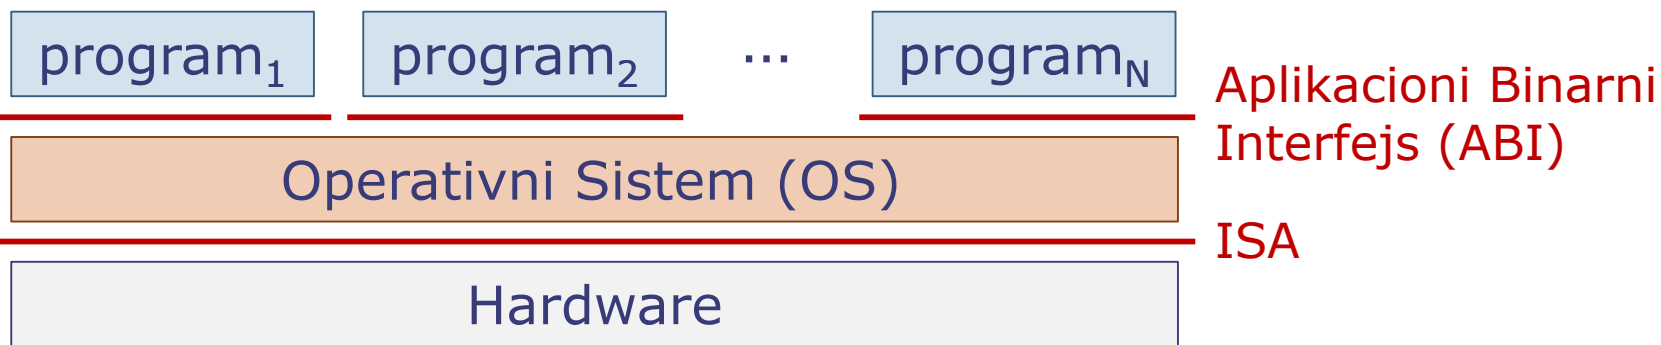 program₁ program₂ ... programN
Aplikacioni Binarni
Interfejs (ABI)
Operativni Sistem (OS)
ISA
Hardware